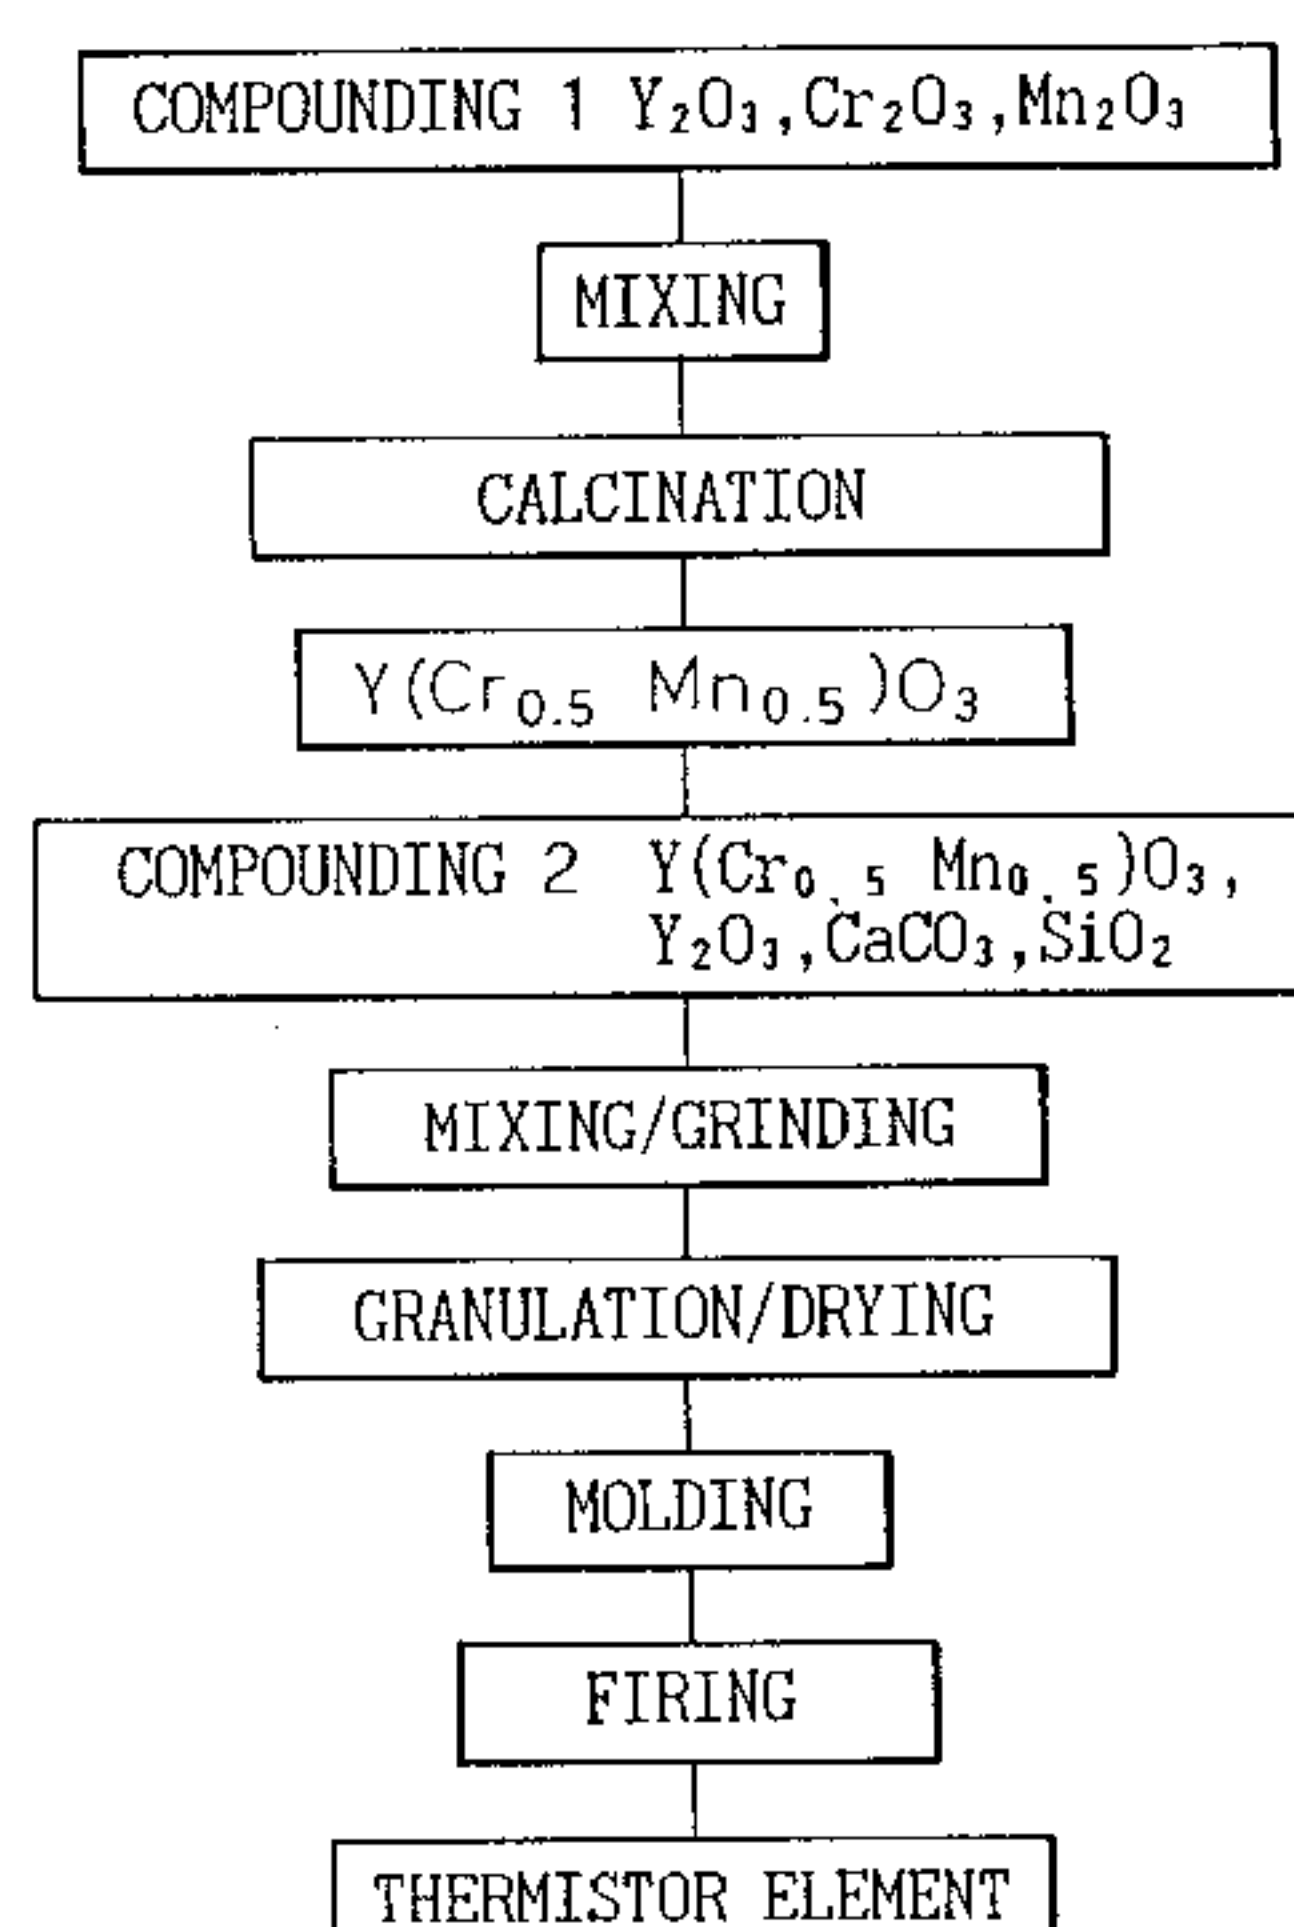 COMPOUNDING 1 Y₂O₃,Cr₂O₃,Mn₂O₃
MIXING
CALCINATION
Y(Cr₀.₅ Mn₀.₅)O₃
COMPOUNDING 2 Y(Cr₀.₅ Mn₀.₅)O₃,
Y₂O₃,CaCO₃,SiO₂
MIXING/GRINDING
GRANULATION/DRYING
MOLDING
FIRING
THERMISTOR ELEMENT